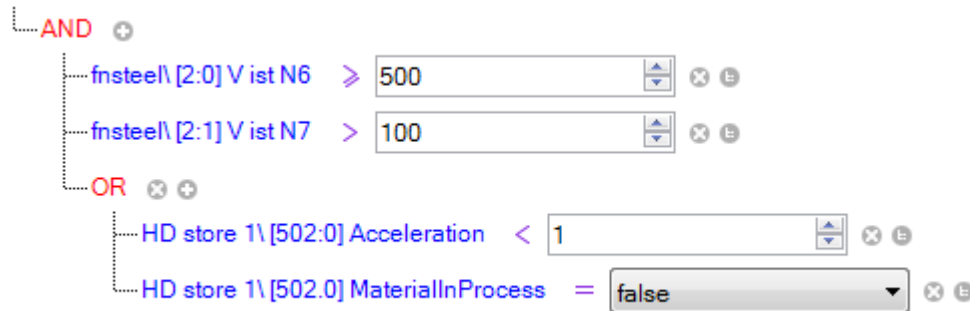 AND
fnsteel\ [2:0] V ist N6 ⩾ 500
fnsteel\ [2:1] V ist N7 > 100
OR
HD store 1\ [502:0] Acceleration < 1
HD store 1\ [502.0] MaterialInProcess = false